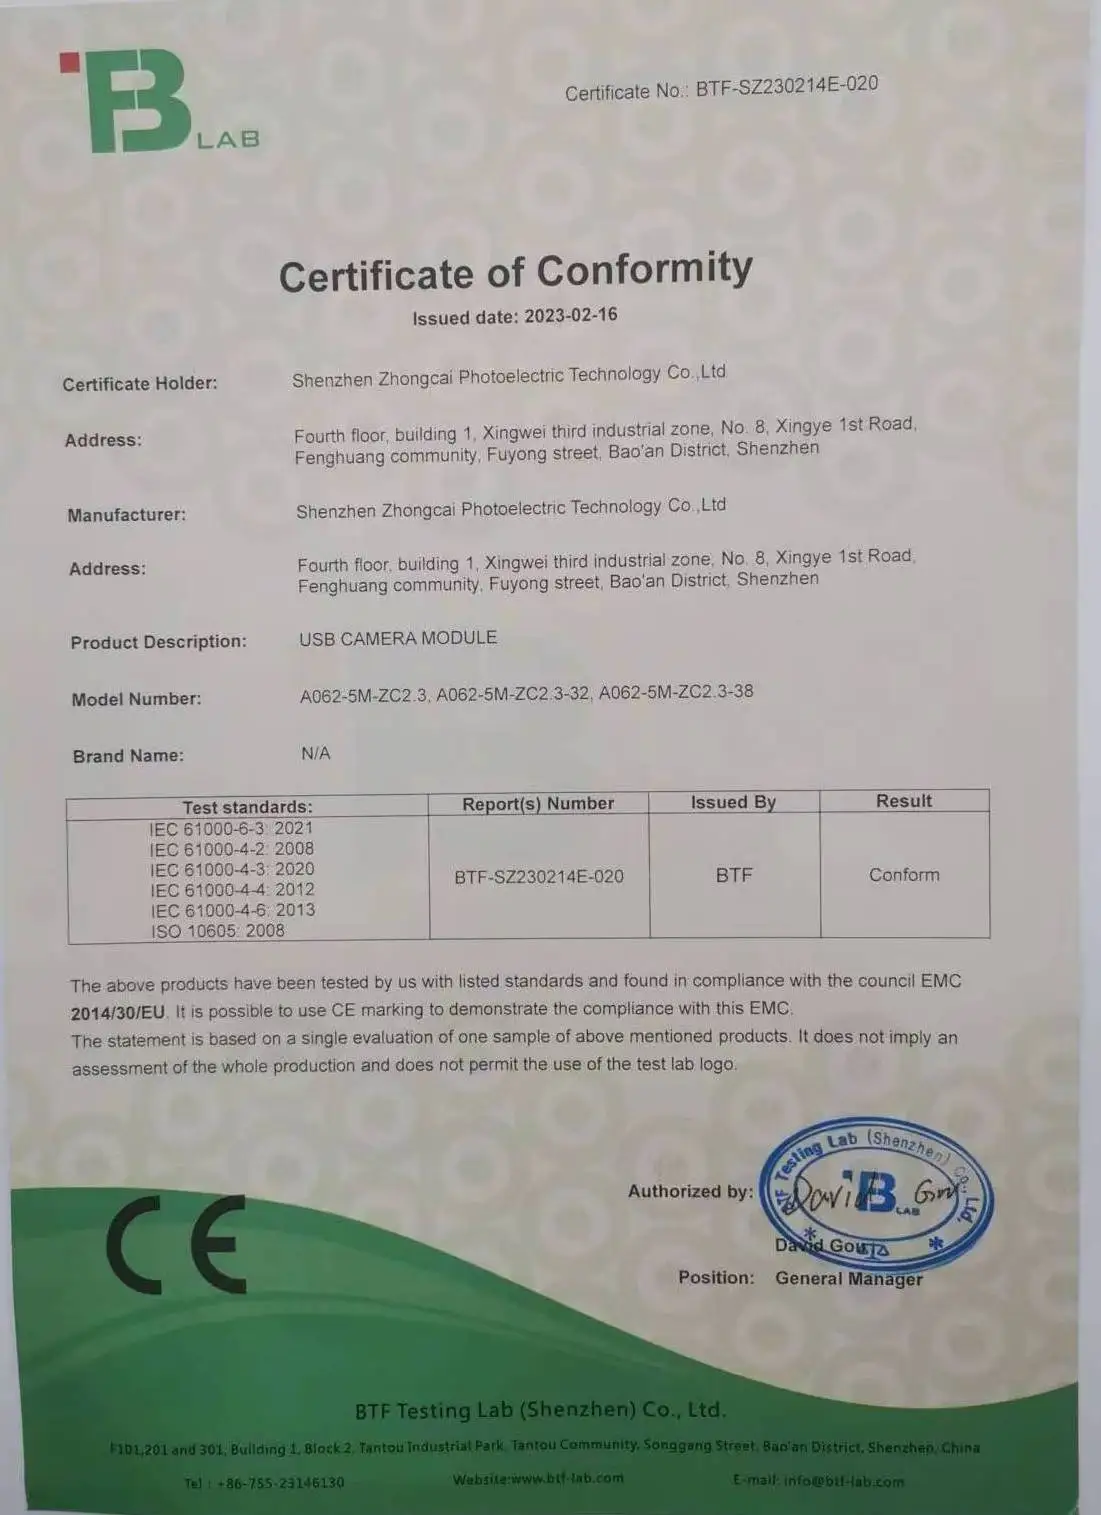 B LAB
Certificate No.: BTF-SZ230214E-020
Certificate of Conformity
Issued date: 2023-02-16
Certificate Holder: Shenzhen Zhongcai Photoelectric Technology Co.,Ltd
Address: Fourth floor, building 1, Xingwei third industrial zone, No. 8, Xingye 1st Road,
Fenghuang community, Fuyong street, Bao'an District, Shenzhen
Manufacturer: Shenzhen Zhongcai Photoelectric Technology Co.,Ltd
Address: Fourth floor, building 1, Xingwei third industrial zone, No. 8, Xingye 1st Road,
Fenghuang community, Fuyong street, Bao'an District, Shenzhen
Product Description: USB CAMERA MODULE
Model Number: A062-5M-ZC2.3, A062-5M-ZC2.3-32, A062-5M-ZC2.3-38
Brand Name: N/A
Test standards: Report(s) Number Issued By Result
IEC 61000-6-3: 2021
IEC 61000-4-2: 2008
IEC 61000-4-3: 2020
IEC 61000-4-4: 2012
IEC 61000-4-6: 2013
ISO 10605: 2008
BTF-SZ230214E-020 BTF Conform
The above products have been tested by us with listed standards and found in compliance with the council EMC
2014/30/EU. It is possible to use CE marking to demonstrate the compliance with this EMC.
The statement is based on a single evaluation of one sample of above mentioned products. It does not imply an
assessment of the whole production and does not permit the use of the test lab logo.
BTF Testing Lab (Shenzhen) Co., Ltd.
B LAB
Authorized by: David
David
Position: General Manager
CE
BTF Testing Lab (Shenzhen) Co., Ltd.
F101,201 and 301, Building 1, Block 2, Tantou Industrial Park, Tantou Community, Songgang Street, Bao'an District, Shenzhen, China
Tel : +86-755-23146130 Website:www.btf-lab.com E-mail: info@btf-lab.com